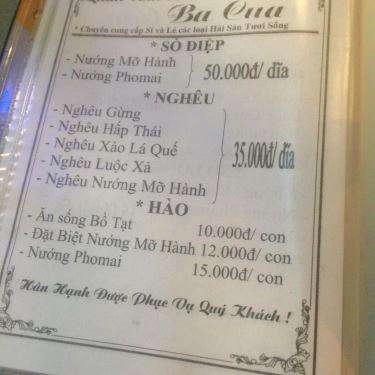 Ba Cua
* Chuyên cung cấp Sỉ và Lẻ các loại Hải Sản Tươi Sống
* SÒ ĐIỆP
- Nướng Mỡ Hành
- Nướng Phomai
50.000đ/ dĩa
* NGHÊU
- Nghêu Gừng
- Nghêu Hấp Thái
- Nghêu Xào Lá Quế
- Nghêu Luộc Xả
- Nghêu Nướng Mỡ Hành
35.000đ/ dĩa
* HÀO
- Ăn sống Bồ Tạt 10.000đ/ con
- Đặt Biệt Nướng Mỡ Hành 12.000đ/ con
- Nướng Phomai 15.000đ/ con
Hân Hạnh Được Phục Vụ Quý Khách !